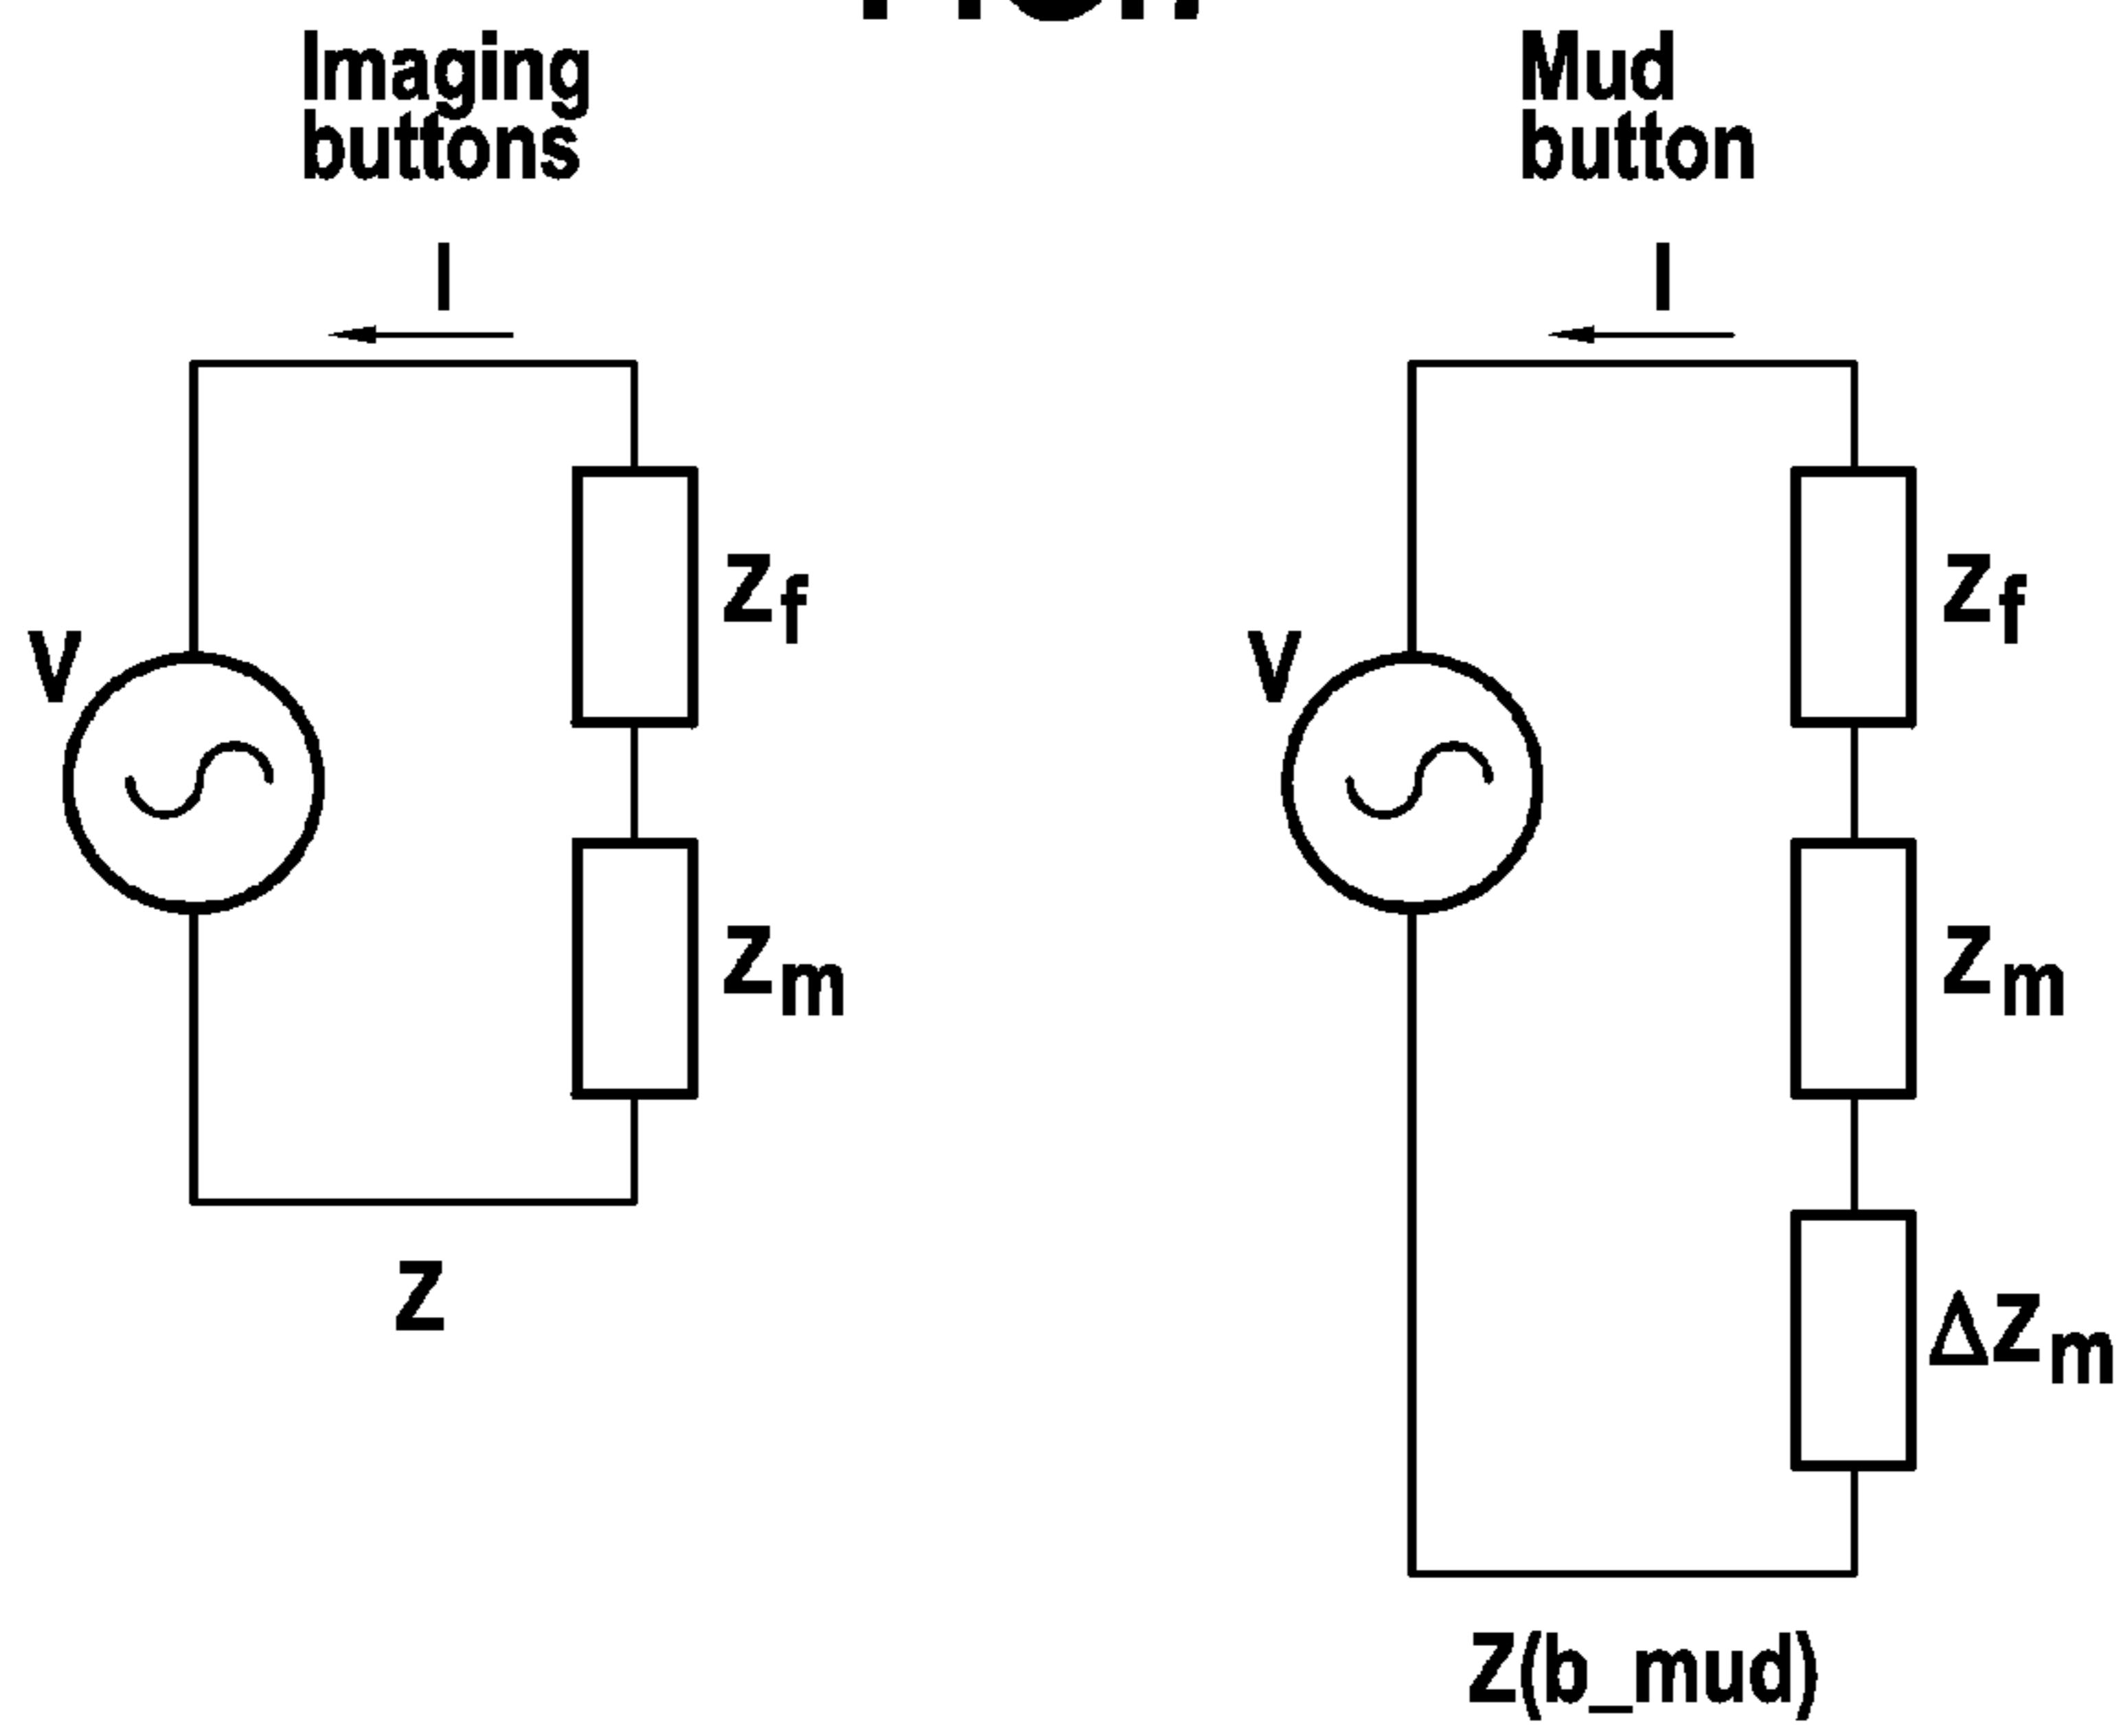 Imaging
buttons
I
V
Zf
Zm
Z
Mud
button
I
V
Zf
Zm
ΔZm
Z(b_mud)